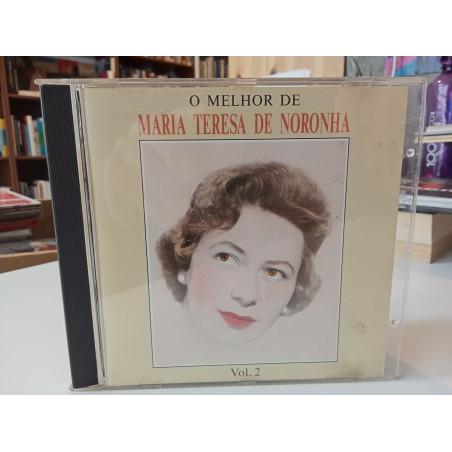 O MELHOR DE
MARIA TERESA DE NORONHA
Vol. 2